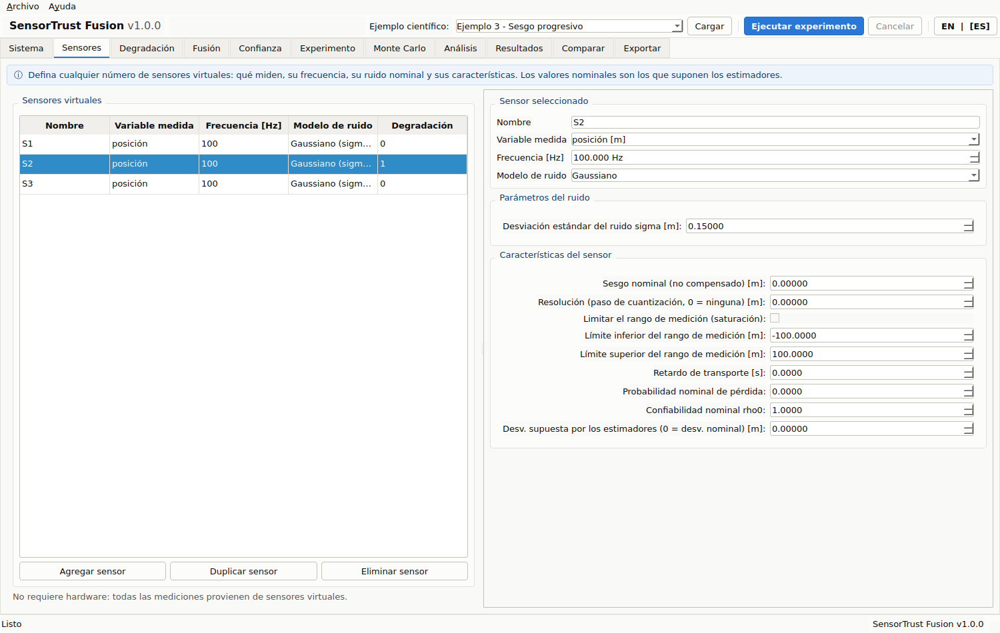 Archivo Ayuda
SensorTrust Fusion v1.0.0
Ejemplo científico: Ejemplo 3 - Sesgo progresivo Cargar Ejecutar experimento Cancelar EN | [ES]
Sistema Sensores Degradación Fusión Confianza Experimento Monte Carlo Análisis Resultados Comparar Exportar
ⓘ Defina cualquier número de sensores virtuales: qué miden, su frecuencia, su ruido nominal y sus características. Los valores nominales son los que suponen los estimadores.
Sensores virtuales
Nombre Variable medida Frecuencia [Hz] Modelo de ruido Degradación
S1 posición 100 Gaussiano (sigm... 0
S2 posición 100 Gaussiano (sigm... 1
S3 posición 100 Gaussiano (sigm... 0
Agregar sensor Duplicar sensor Eliminar sensor
No requiere hardware: todas las mediciones provienen de sensores virtuales.
Sensor seleccionado
Nombre S2
Variable medida posición [m]
Frecuencia [Hz] 100.000 Hz
Modelo de ruido Gaussiano
Parámetros del ruido
Desviación estándar del ruido sigma [m]: 0.15000
Características del sensor
Sesgo nominal (no compensado) [m]: 0.00000
Resolución (paso de cuantización, 0 = ninguna) [m]: 0.00000
Limitar el rango de medición (saturación):
Límite inferior del rango de medición [m]: -100.0000
Límite superior del rango de medición [m]: 100.0000
Retardo de transporte [s]: 0.0000
Probabilidad nominal de pérdida: 0.0000
Confiabilidad nominal rho0: 1.0000
Desv. supuesta por los estimadores (0 = desv. nominal) [m]: 0.00000
Listo
SensorTrust Fusion v1.0.0